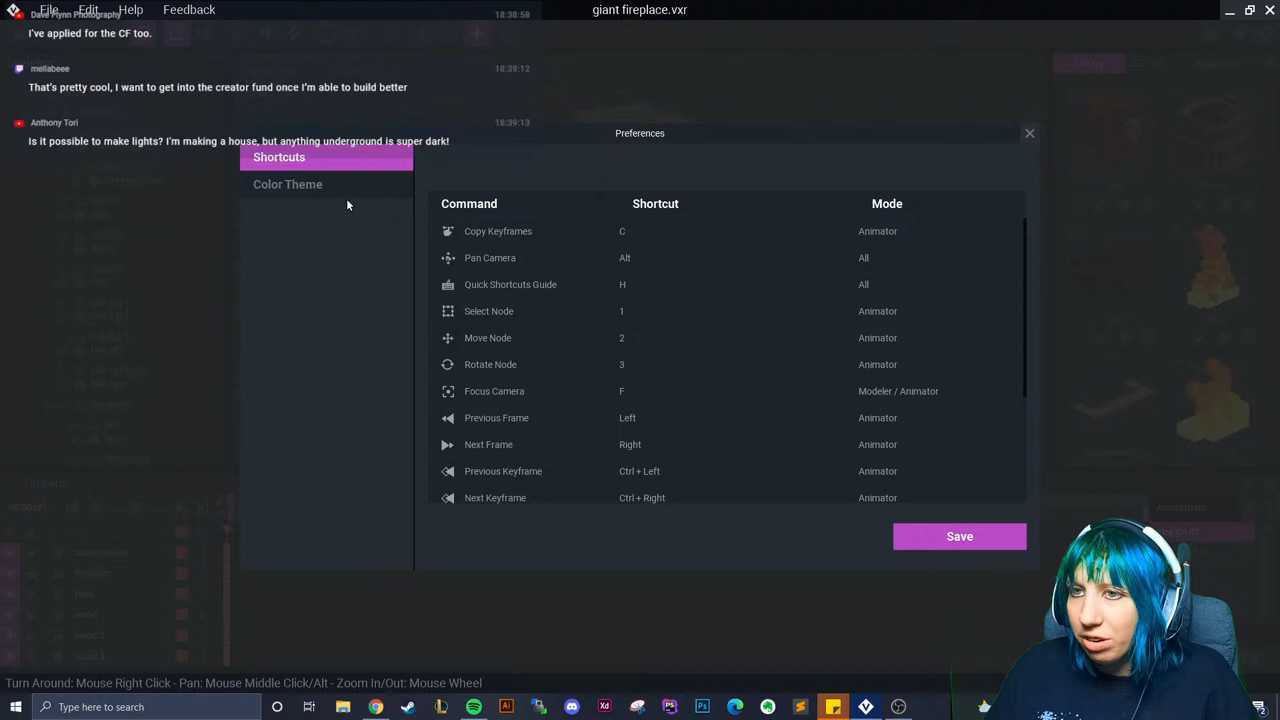 File Edit Help Feedback
giant fireplace.vxr
Dave Flynn Photography 18:38:58
I've applied for the CF too.
mellabeee 18:39:12
That's pretty cool, I want to get into the creator fund once I'm able to build better
Anthony Tori 18:39:13
Is it possible to make lights? I'm making a house, but anything underground is super dark!
Preferences
Shortcuts
Color Theme
Command Shortcut Mode
Copy Keyframes C Animator
Pan Camera Alt All
Quick Shortcuts Guide H All
Select Node 1 Animator
Move Node 2 Animator
Rotate Node 3 Animator
Focus Camera F Modeler / Animator
Previous Frame Left Animator
Next Frame Right Animator
Previous Keyframe Ctrl + Left Animator
Next Keyframe Ctrl + Right Animator
Save
Animations
Turn Around: Mouse Right Click - Pan: Mouse Middle Click/Alt - Zoom In/Out: Mouse Wheel
Type here to search